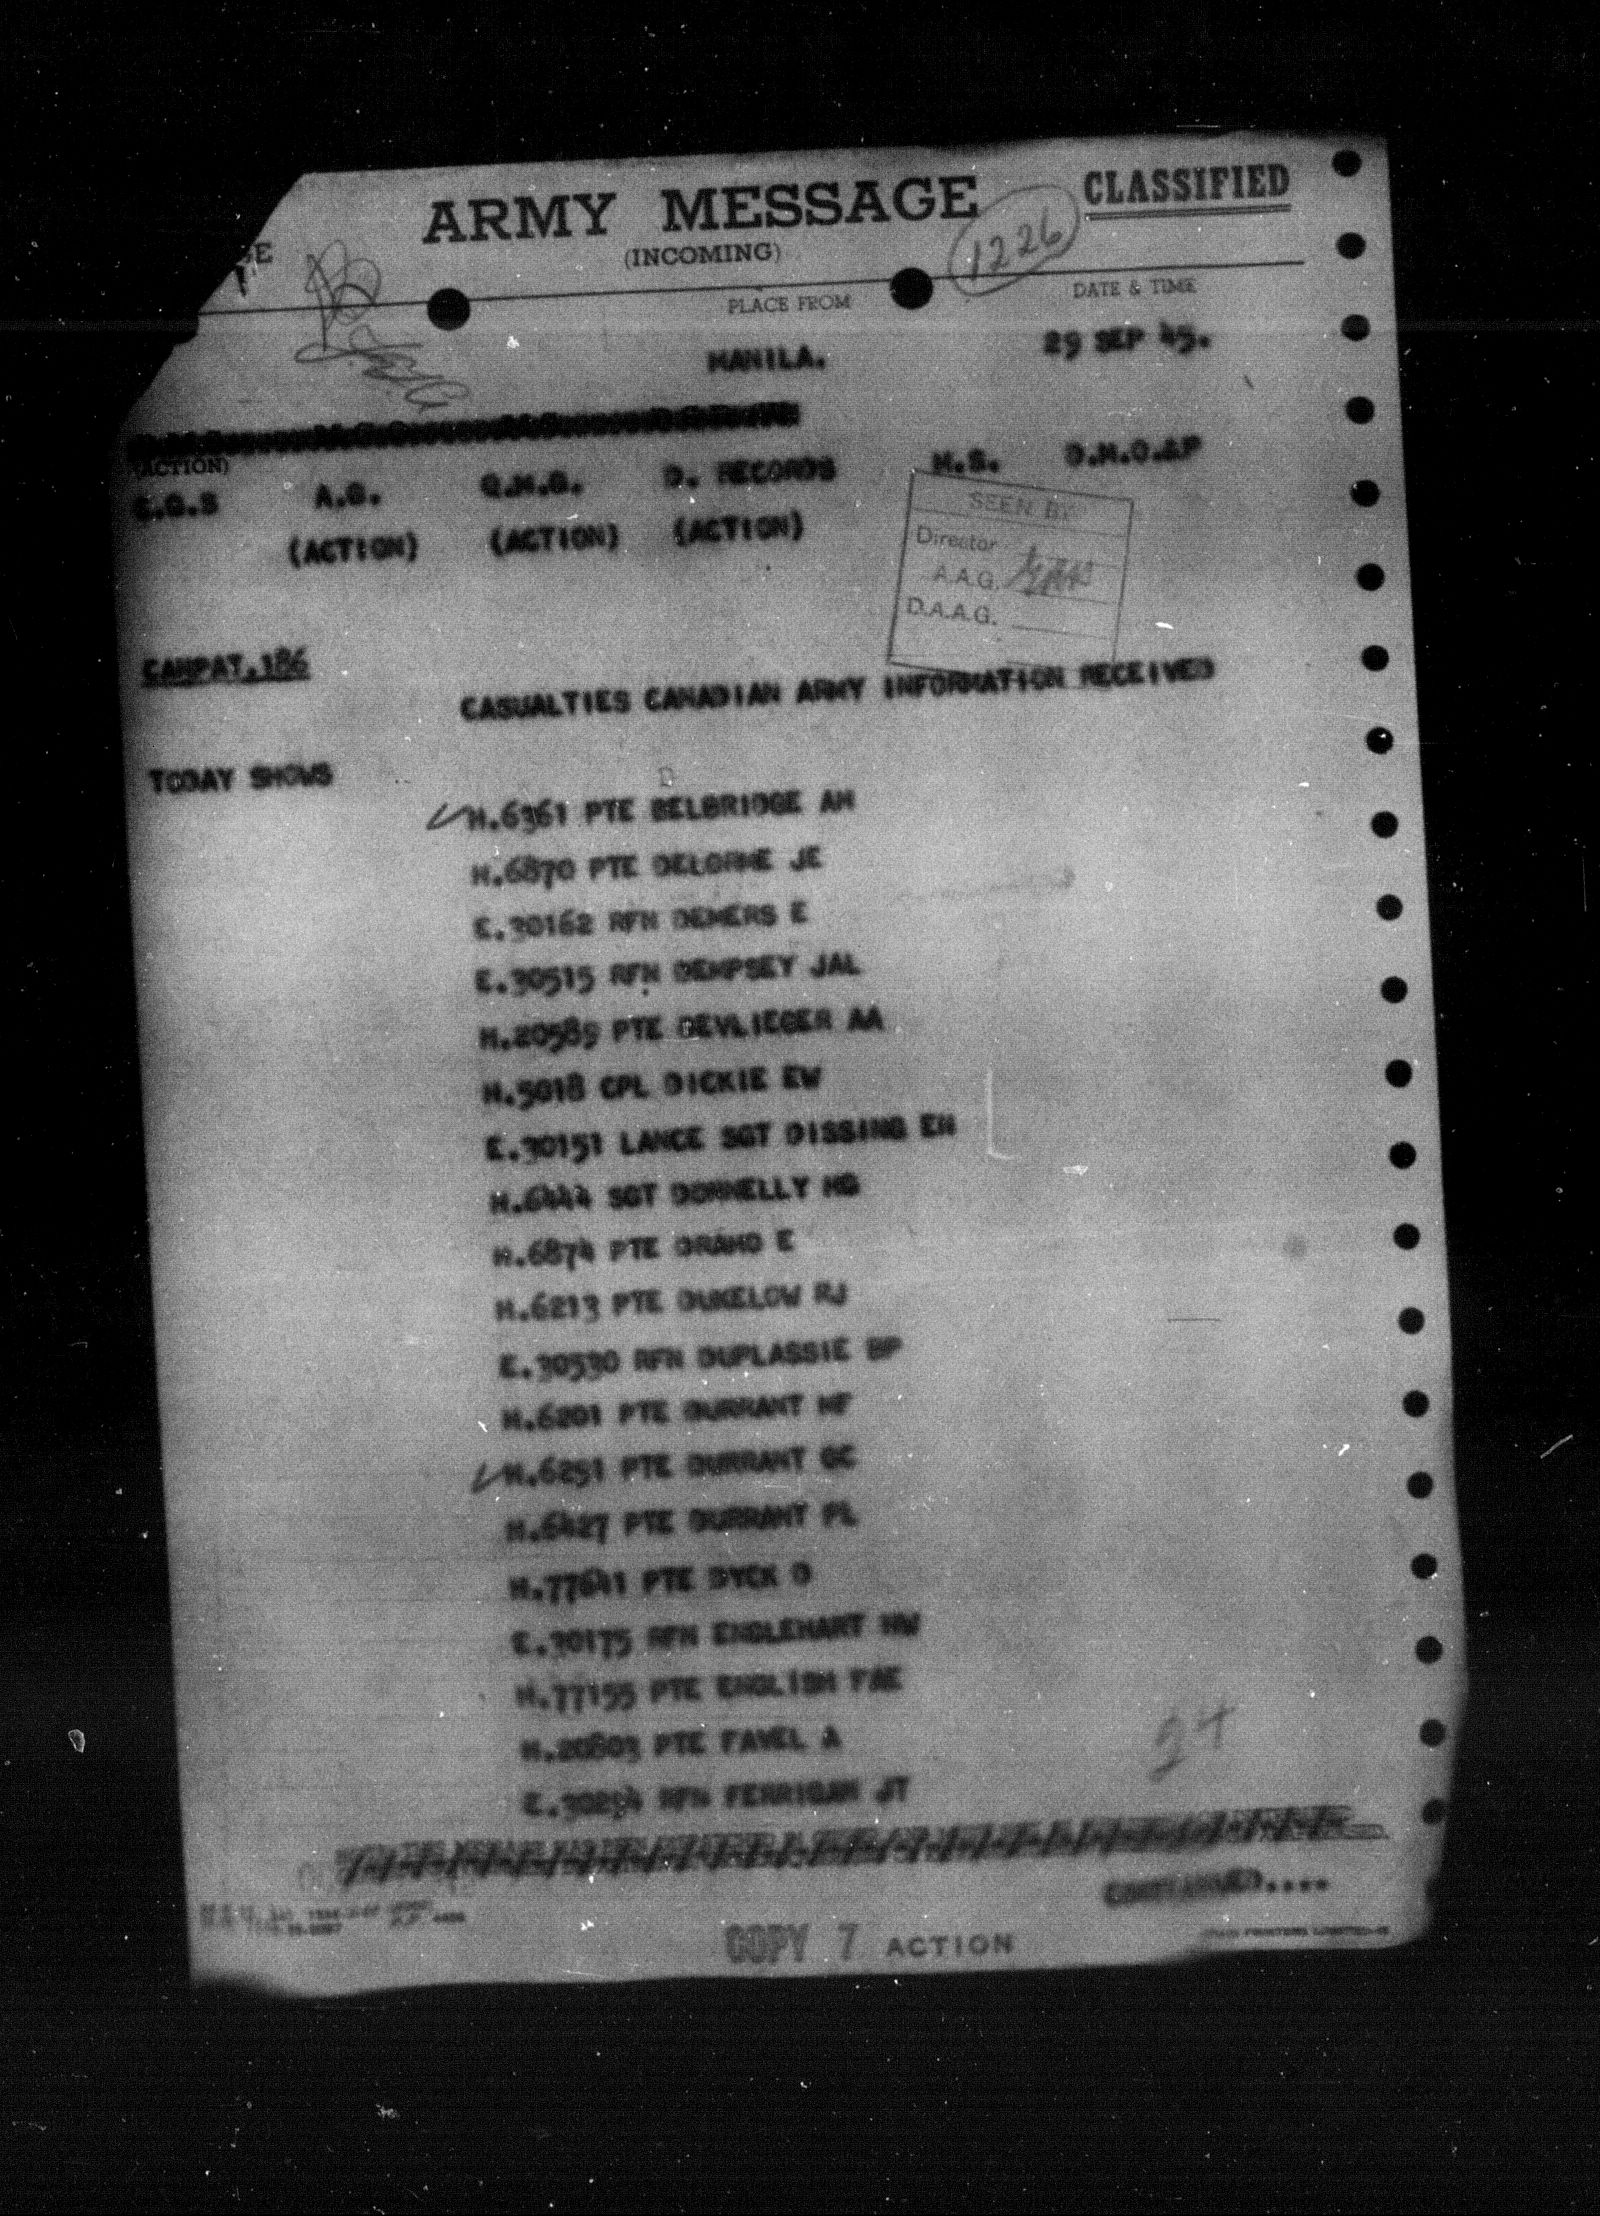 ARMY MESSAGE
CLASSIFIED
(INCOMING)
1226
PLACE FROM
DATE & TIME
MANILA.
29 SEP 45.
(ACTION)
C.G.S A.G. Q.M.G. D. RECORDS M.S. D.M.O.&P
(ACTION) (ACTION) (ACTION)
SEEN BY
Director
A.A.G.
D.A.A.G.
CANPAT.186
CASUALTIES CANADIAN ARMY INFORMATION RECEIVED
TODAY SHOWS
D
H.6361 PTE BELBRIDGE AH
H.6870 PTE DELORME JE
E.30162 RFN DEMERS E
E.30515 RFN DEMPSEY JAL
H.20589 PTE DEVLIEGER AA
H.5018 CPL DICKIE EW
E.30151 LANCE SGT DISSING EH
H.6444 SGT DONNELLY HG
H.6874 PTE DRAHO E
H.6213 PTE DUKELOW RJ
E.30530 RFN DUPLASSIE BP
H.6201 PTE DURRANT HF
H.6251 PTE DURRANT GC
H.6427 PTE DURRANT PL
H.77641 PTE DYCK D
E.30175 RFN ENGLEHART HW
H.77155 PTE ENGLISH FAE
H.20803 PTE FAVEL A
E.30254 RFN FERRIGAN JT
24
CONTINUED....
COPY 7 ACTION